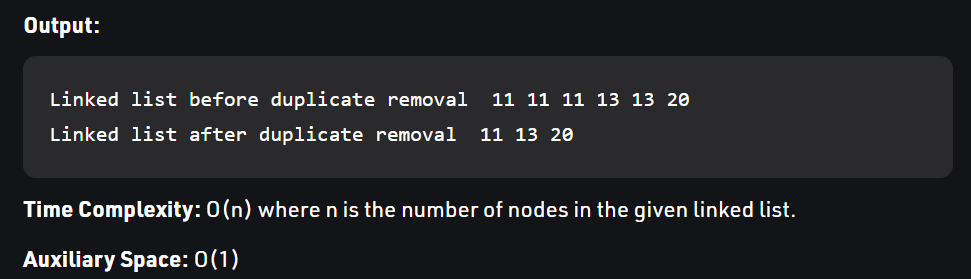 Output:
Linked list before duplicate removal  11 11 11 13 13 20
Linked list after duplicate removal  11 13 20
Time Complexity: O(n) where n is the number of nodes in the given linked list.
Auxiliary Space: O(1)